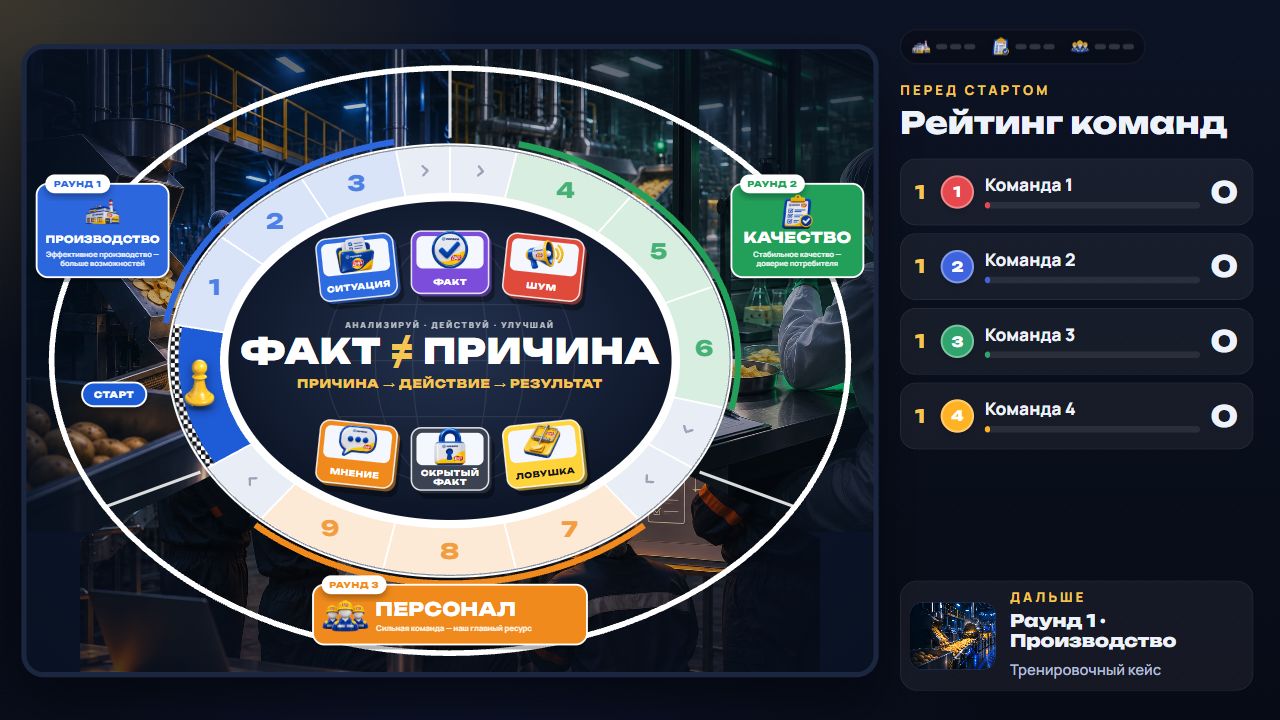 РАУНД 1
ПРОИЗВОДСТВО
Эффективное производство —
больше возможностей
РАУНД 2
КАЧЕСТВО
Стабильное качество —
доверие потребителя
СТАРТ
1
2
3
4
5
6
7
8
9
СИТУАЦИЯ
ФАКТ
ШУМ
АНАЛИЗИРУЙ · ДЕЙСТВУЙ · УЛУЧШАЙ
ФАКТ ≠ ПРИЧИНА
ПРИЧИНА → ДЕЙСТВИЕ → РЕЗУЛЬТАТ
МНЕНИЕ
СКРЫТЫЙ
ФАКТ
ЛОВУШКА
РАУНД 3
ПЕРСОНАЛ
Сильная команда — наш главный ресурс
ПЕРЕД СТАРТОМ
Рейтинг команд
1 1 Команда 1 0
1 2 Команда 2 0
1 3 Команда 3 0
1 4 Команда 4 0
ДАЛЬШЕ
Раунд 1 ·
Производство
Тренировочный кейс